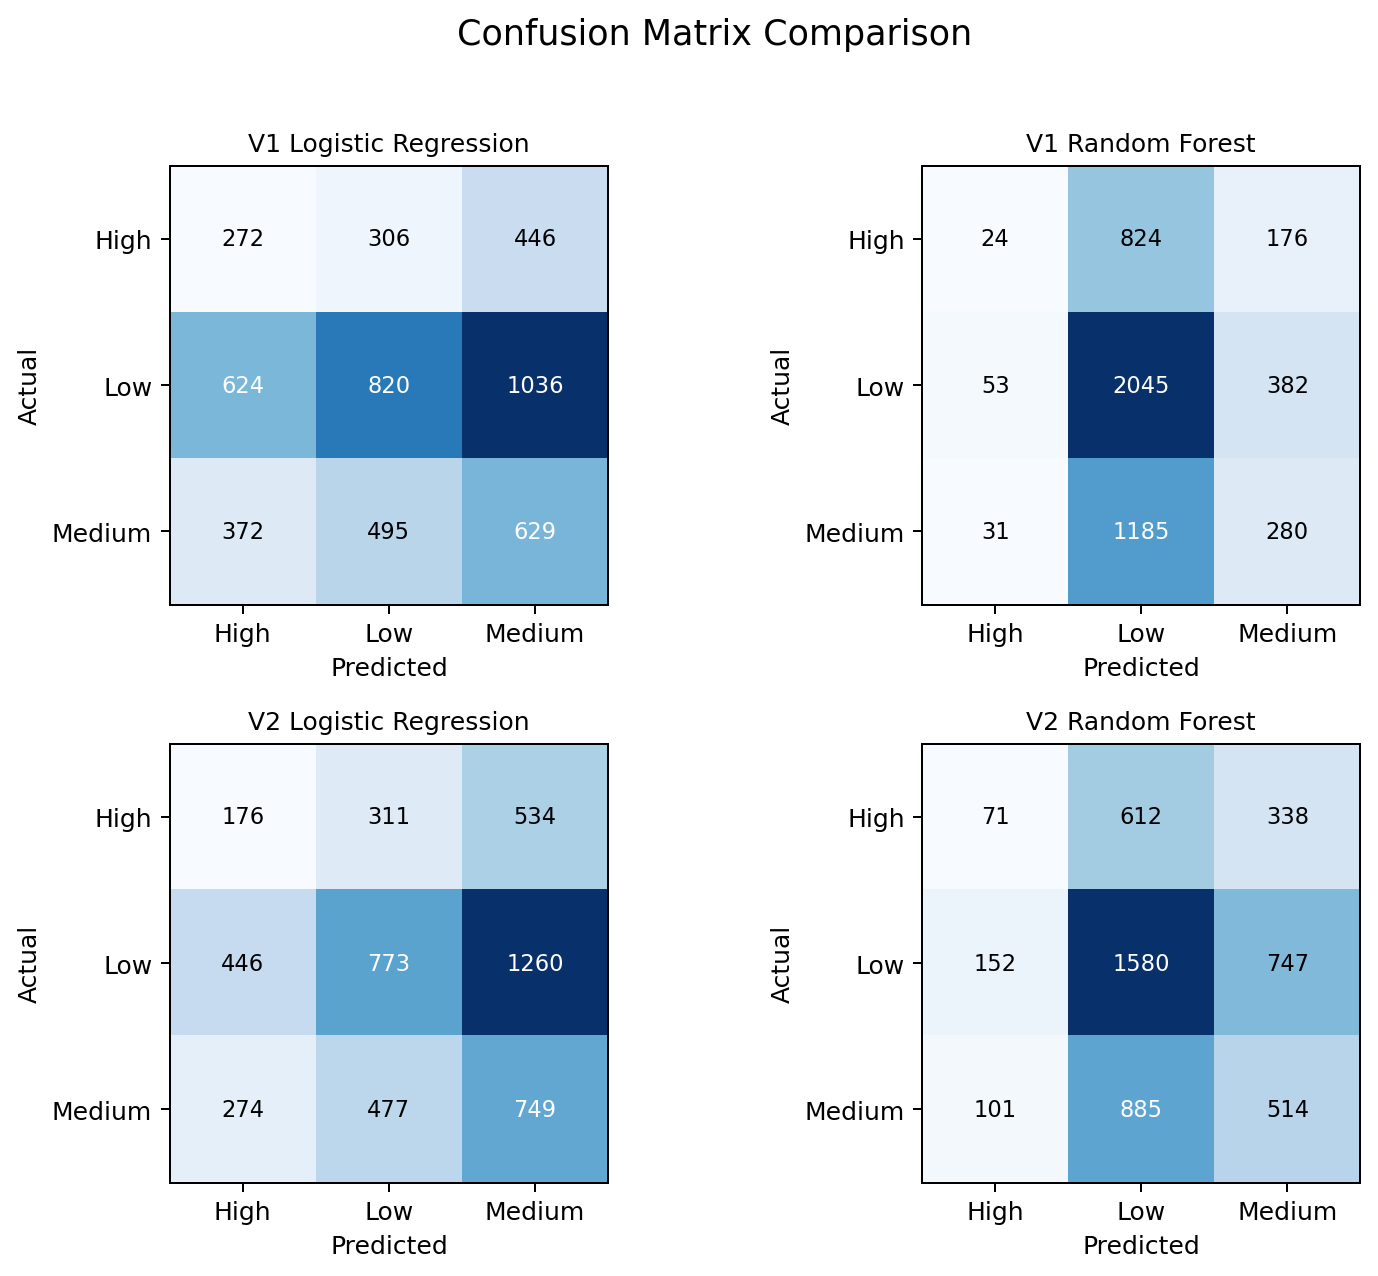 Confusion Matrix Comparison
V1 Logistic Regression
High 272 306 446
Low 624 820 1036
Medium 372 495 629
High Low Medium
Predicted
Actual
V1 Random Forest
High 24 824 176
Low 53 2045 382
Medium 31 1185 280
High Low Medium
Predicted
Actual
V2 Logistic Regression
High 176 311 534
Low 446 773 1260
Medium 274 477 749
High Low Medium
Predicted
Actual
V2 Random Forest
High 71 612 338
Low 152 1580 747
Medium 101 885 514
High Low Medium
Predicted
Actual